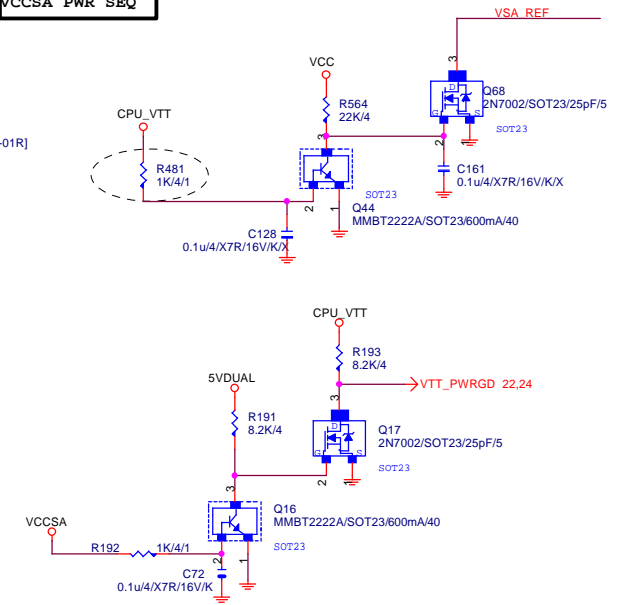 VCCSA PWR SEQ
VSA_REF
VCC
3
D
Q68
2N7002/SOT23/25pF/5
G
S
SOT23
2
1
R564
22K/4
CPU_VTT
-01R]
R481
1K/4/1
3
SOT23
2
1
Q44
MMBT2222A/SOT23/600mA/40
C161
0.1u/4/X7R/16V/K/X
C128
0.1u/4/X7R/16V/K/X
CPU_VTT
R193
8.2K/4
VTT_PWRGD 22,24
5VDUAL
R191
8.2K/4
3
D
Q17
2N7002/SOT23/25pF/5
G
S
SOT23
2
1
3
Q16
MMBT2222A/SOT23/600mA/40
SOT23
VCCSA
R192
1K/4/1
2
1
C72
0.1u/4/X7R/16V/K